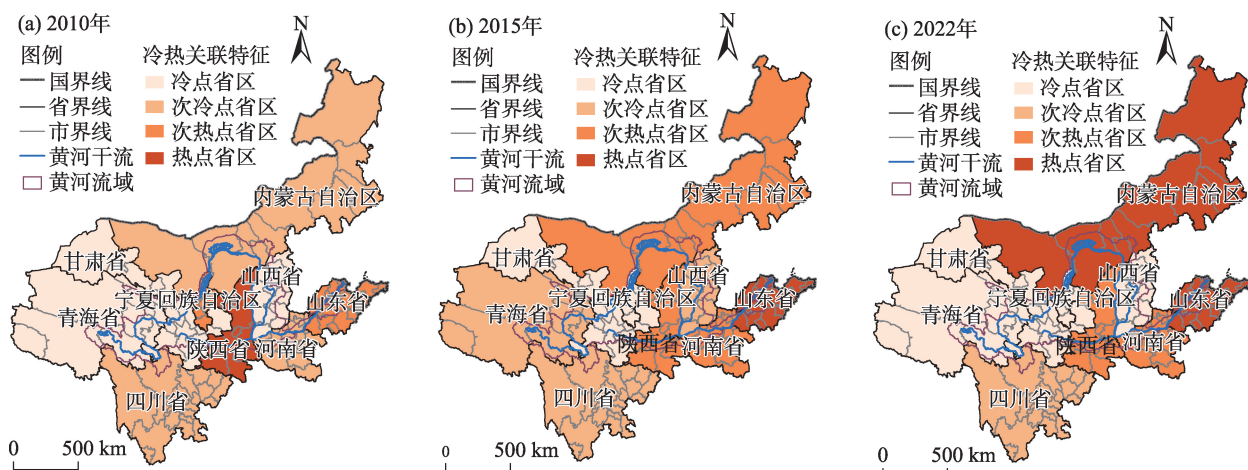 (a) 2010年
N
图例
冷热关联特征
国界线
冷点省区
省界线
次冷点省区
市界线
次热点省区
黄河干流
热点省区
黄河流域
内蒙古自治区
甘肃省
山西省
宁夏回族自治区
山东省
青海省
陕西省
河南省
四川省
0
500 km
(b) 2015年
N
图例
冷热关联特征
国界线
冷点省区
省界线
次冷点省区
市界线
次热点省区
黄河干流
热点省区
黄河流域
内蒙古自治区
甘肃省
山西省
宁夏回族自治区
山东省
青海省
陕西省
河南省
四川省
0
500 km
(c) 2022年
N
图例
冷热关联特征
国界线
冷点省区
省界线
次冷点省区
市界线
次热点省区
黄河干流
热点省区
黄河流域
内蒙古自治区
甘肃省
山西省
宁夏回族自治区
山东省
青海省
陕西省
河南省
四川省
0
500 km